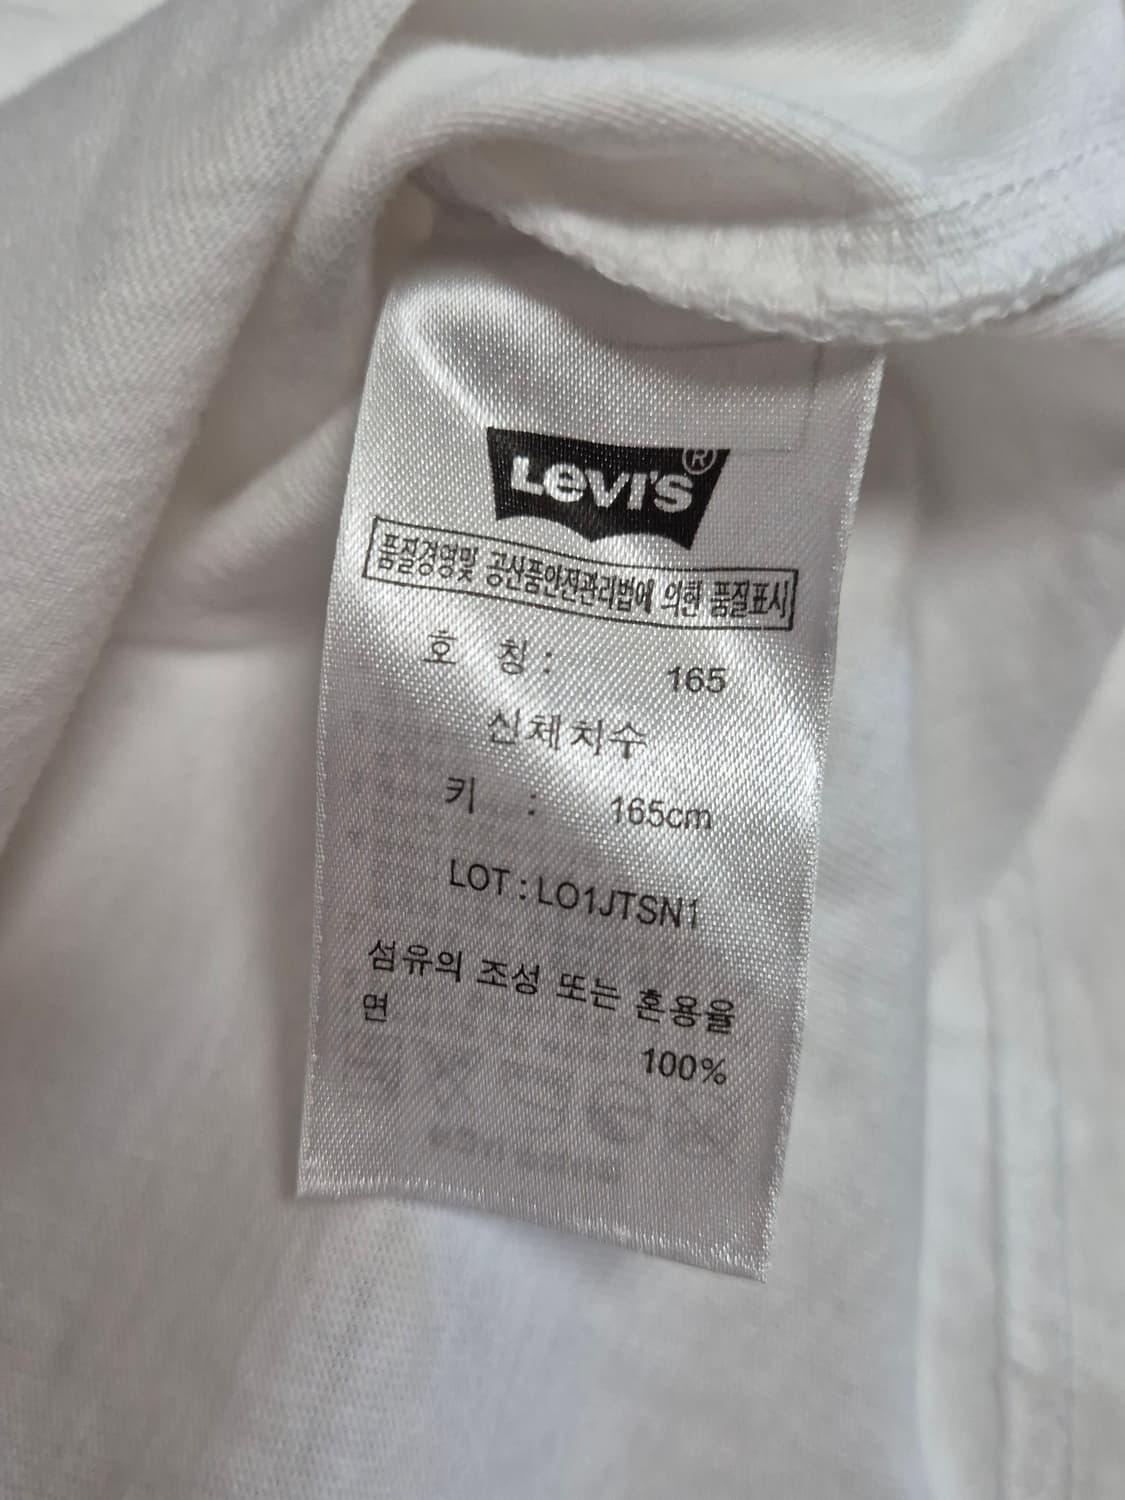 LEVI'S®
품질경영및 공산품안전관리법에 의한 품질표시
호 칭 : 165
신체치수
키 : 165cm
LOT : LO1JTSN1
섬유의 조성 또는 혼용율
면
100%